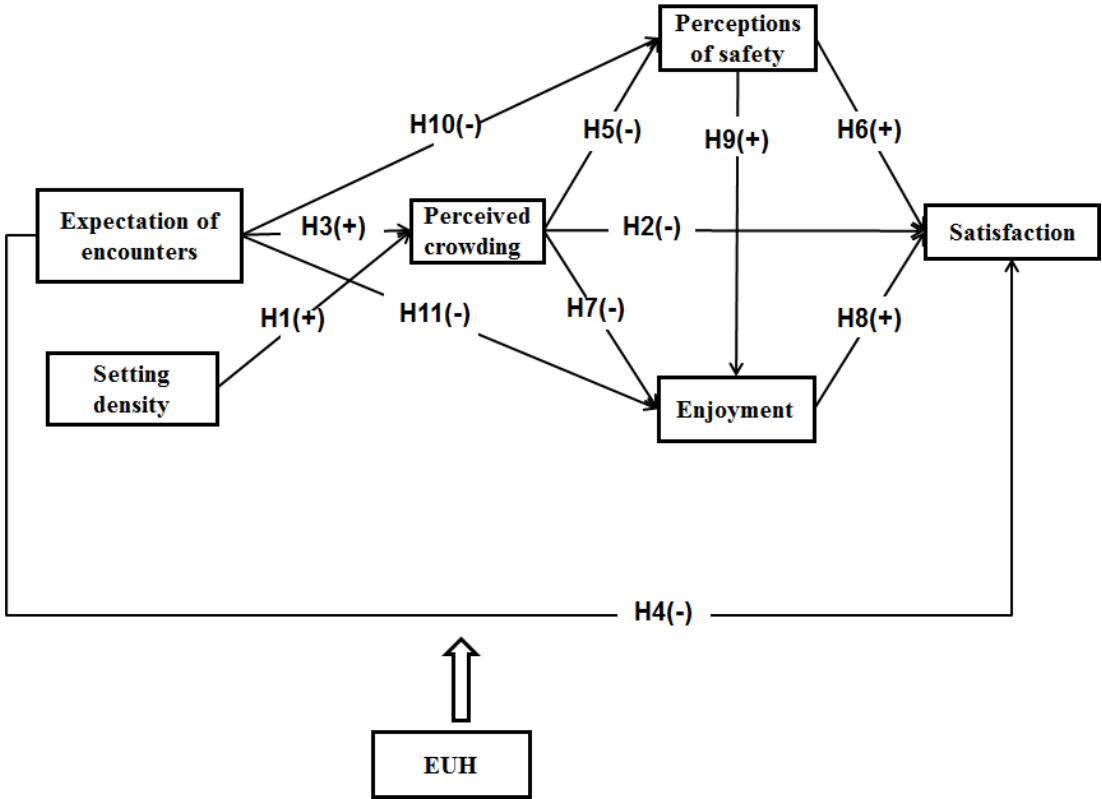 Perceptions
of safety
H10(-)
H5(-)
H9(+)
H6(+)
Expectation of
encounters
H3(+)
Perceived
crowding
H2(-)
Satisfaction
H1(+)
H11(-)
H7(-)
H8(+)
Setting
density
Enjoyment
H4(-)
EUH